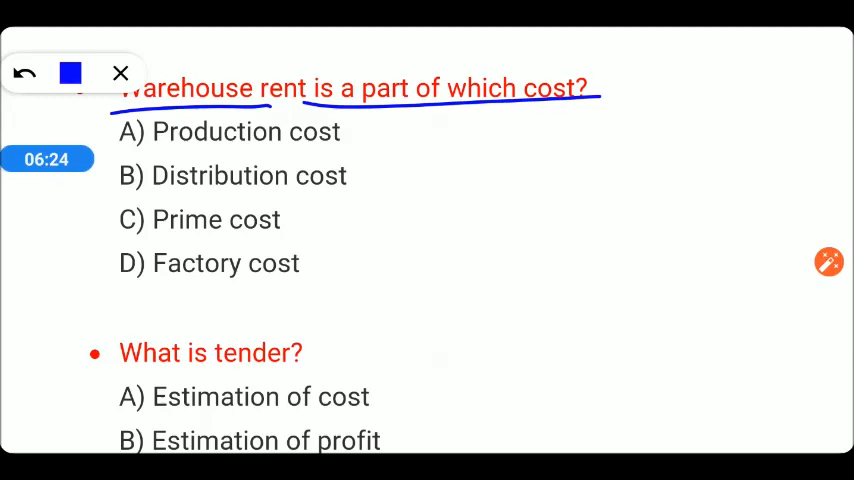 Warehouse rent is a part of which cost?
A) Production cost
06:24
B) Distribution cost
C) Prime cost
D) Factory cost
• What is tender?
A) Estimation of cost
B) Estimation of profit